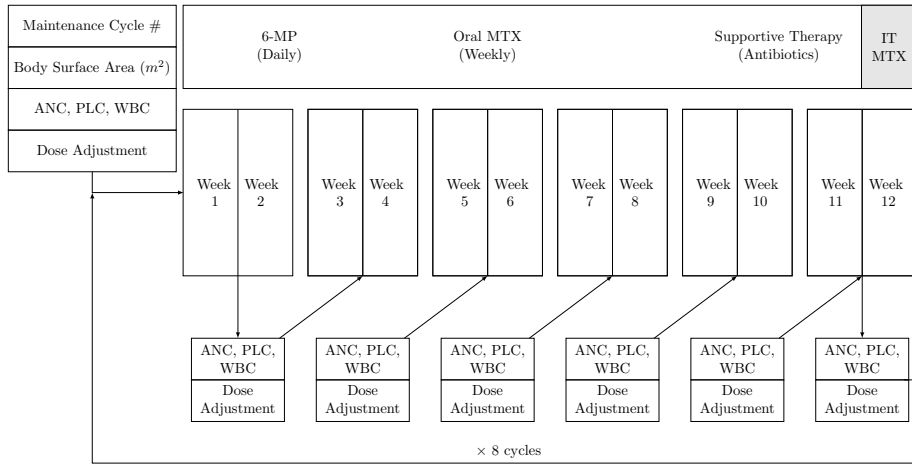 Maintenance Cycle #
Body Surface Area (m²)
ANC, PLC, WBC
Dose Adjustment
6-MP
(Daily)
Oral MTX
(Weekly)
Supportive Therapy
(Antibiotics)
IT
MTX
Week
1
Week
2
Week
3
Week
4
Week
5
Week
6
Week
7
Week
8
Week
9
Week
10
Week
11
Week
12
ANC, PLC,
WBC
Dose
Adjustment
ANC, PLC,
WBC
Dose
Adjustment
ANC, PLC,
WBC
Dose
Adjustment
ANC, PLC,
WBC
Dose
Adjustment
ANC, PLC,
WBC
Dose
Adjustment
ANC, PLC,
WBC
Dose
Adjustment
× 8 cycles